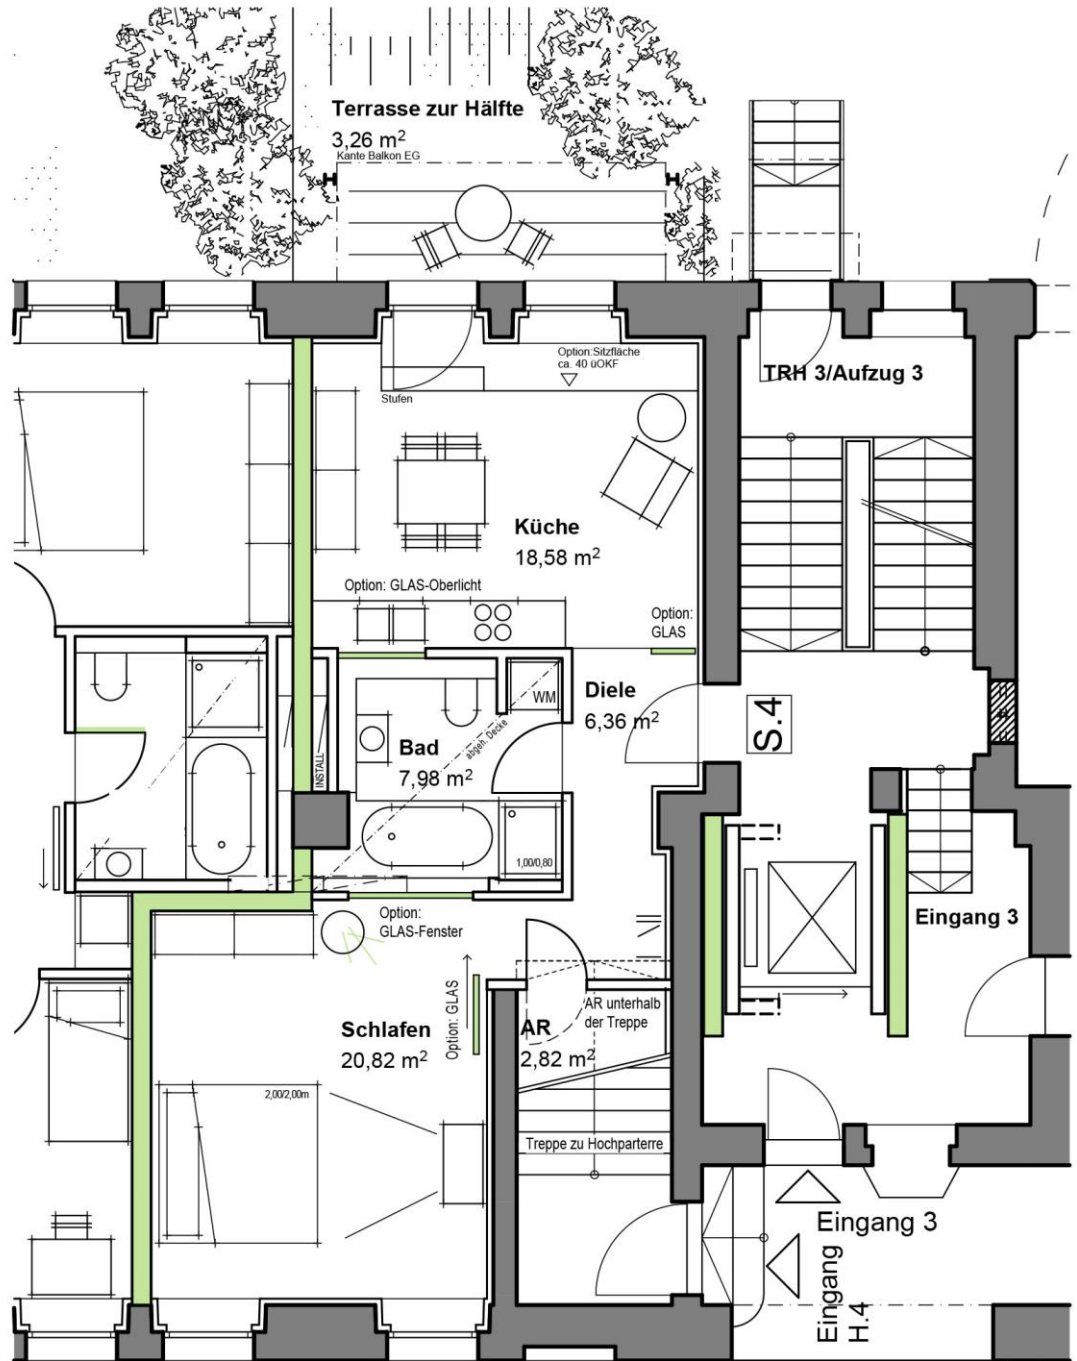 Terrasse zur Hälfte
3,26 m²
Kante Balkon EG
Option:Sitzfläche
ca. 40 üOKF
Stufen
TRH 3/Aufzug 3
Küche
18,58 m²
Option: GLAS-Oberlicht
Option:
GLAS
WM
Diele
6,36 m²
S.4
Bad
7,98 m²
abgeh. Decke
INSTALL
1,00/0,80
Option:
GLAS-Fenster
Eingang 3
Option: GLAS
Schlafen
20,82 m²
AR
2,82 m²
AR unterhalb
der Treppe
2,00/2,00m
Treppe zu Hochparterre
Eingang 3
Eingang
H.4